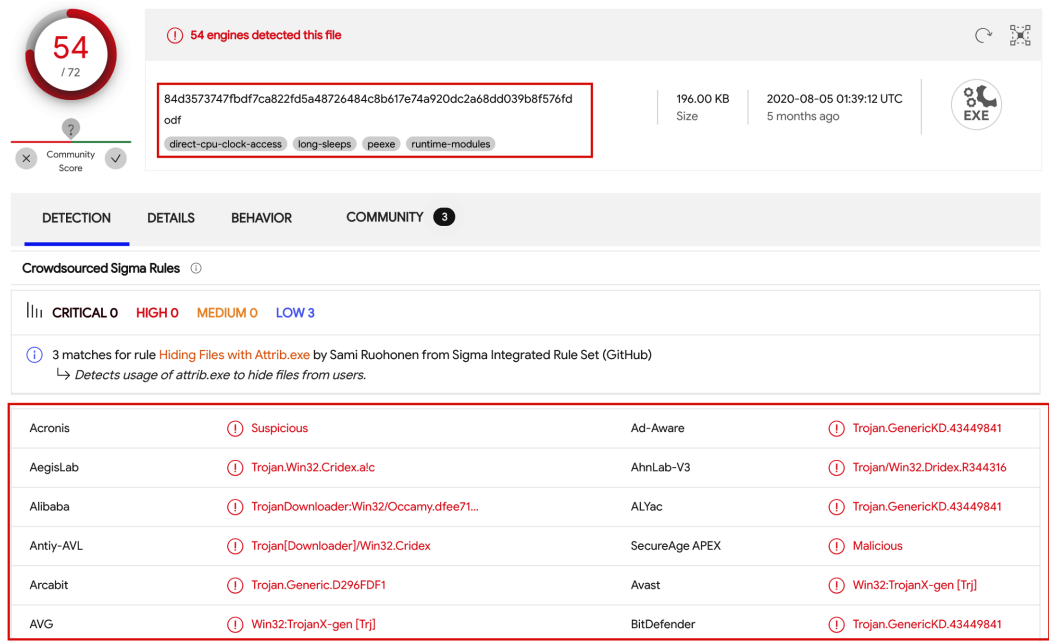 54
/ 72
?
Community
Score
54 engines detected this file
84d3573747fbdf7ca822fd5a48726484c8b617e74a920dc2a68dd039b8f576fd
odf
direct-cpu-clock-access long-sleeps peexe runtime-modules
196.00 KB
Size
2020-08-05 01:39:12 UTC
5 months ago
EXE
DETECTION DETAILS BEHAVIOR COMMUNITY 3
Crowdsourced Sigma Rules
CRITICAL 0 HIGH 0 MEDIUM 0 LOW 3
3 matches for rule Hiding Files with Attrib.exe by Sami Ruohonen from Sigma Integrated Rule Set (GitHub)
Detects usage of attrib.exe to hide files from users.
Acronis Suspicious Ad-Aware Trojan.GenericKD.43449841
AegisLab Trojan.Win32.Cridex.a!c AhnLab-V3 Trojan/Win32.Dridex.R344316
Alibaba TrojanDownloader:Win32/Occamy.dfee71... ALYac Trojan.GenericKD.43449841
Antiy-AVL Trojan[Downloader]/Win32.Cridex SecureAge APEX Malicious
Arcabit Trojan.Generic.D296FDF1 Avast Win32:TrojanX-gen [Trj]
AVG Win32:TrojanX-gen [Trj] BitDefender Trojan.GenericKD.43449841